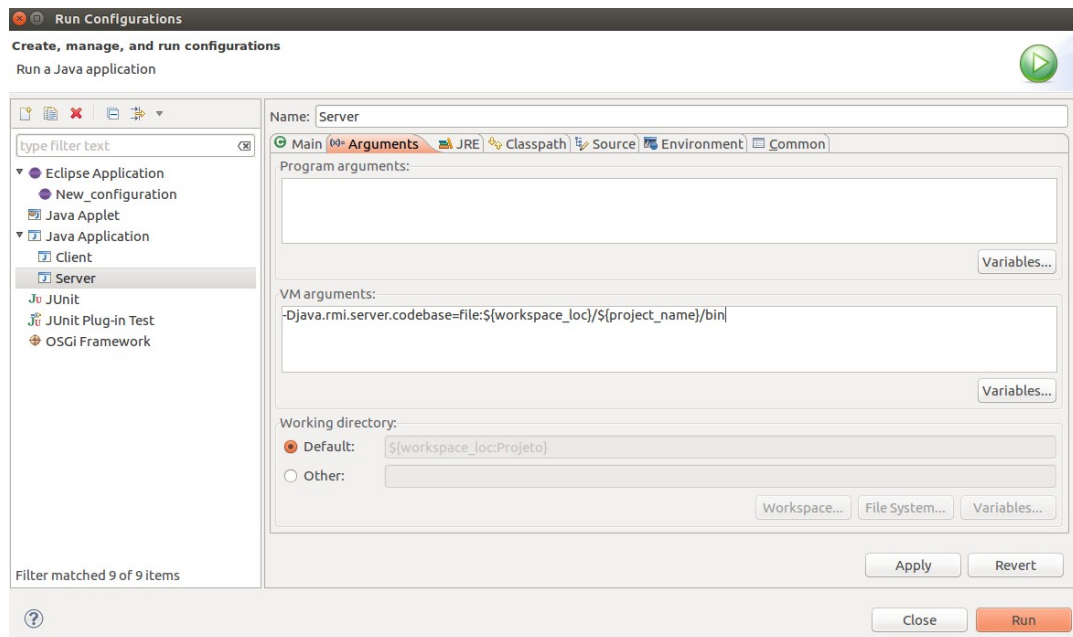 Run Configurations
Create, manage, and run configurations
Run a Java application
type filter text
Eclipse Application
New_configuration
Java Applet
Java Application
Client
Server
JUnit
JUnit Plug-in Test
OSGi Framework
Filter matched 9 of 9 items
Name: Server
Main (x)= Arguments JRE Classpath Source Environment Common
Program arguments:
Variables...
VM arguments:
-Djava.rmi.server.codebase=file:${workspace_loc}/${project_name}/bin
Variables...
Working directory:
Default: ${workspace_loc:Projeto}
Other:
Workspace... File System... Variables...
Apply Revert
Close Run